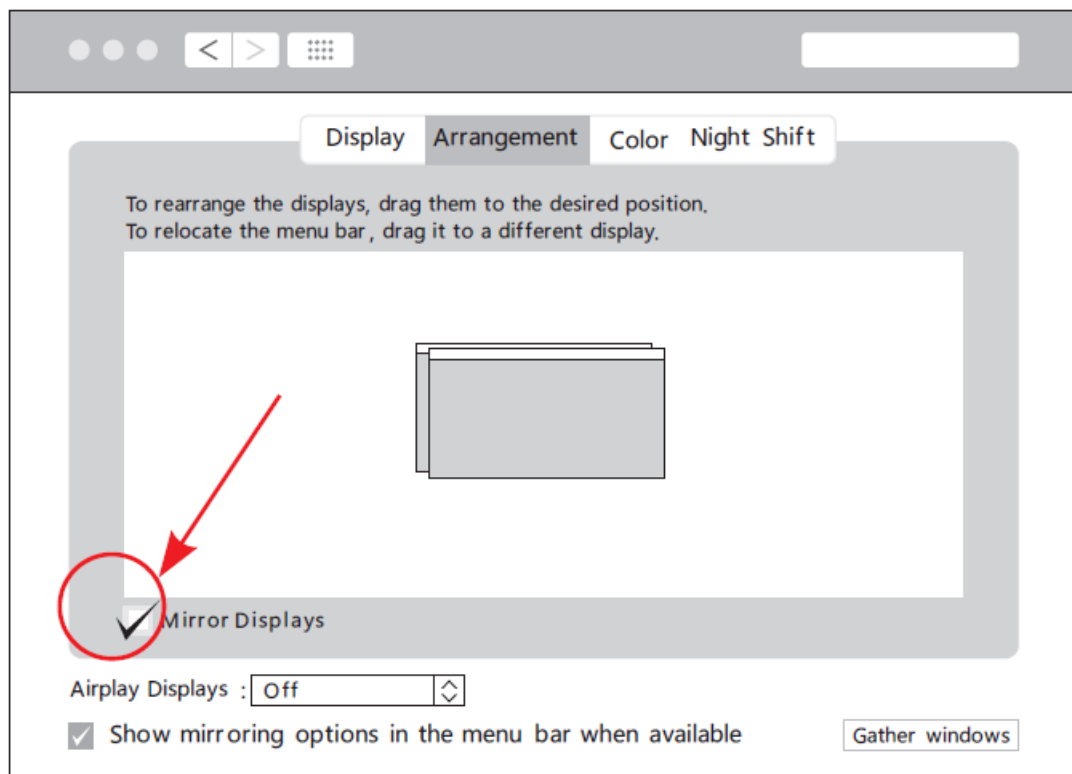 Display Arrangement Color Night Shift
To rearrange the displays, drag them to the desired position.
To relocate the menu bar, drag it to a different display.
Mirror Displays
Airplay Displays : Off
Show mirroring options in the menu bar when available
Gather windows